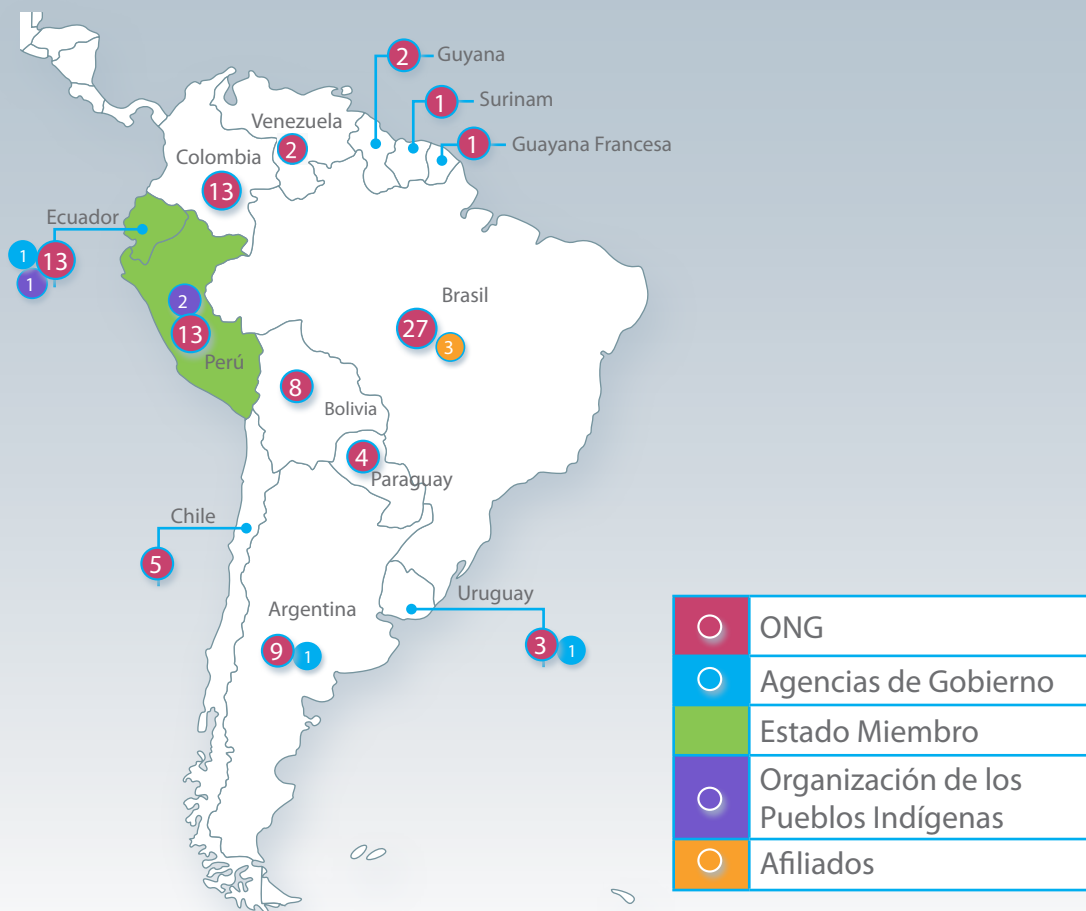 2
Guyana
1
Surinam
Venezuela
2
1
Guayana Francesa
Colombia
13
Ecuador
1
13
1
2
13
Perú
Brasil
27
3
8
Bolivia
4
Paraguay
Chile
5
Argentina
9
1
Uruguay
3
1
ONG
Agencias de Gobierno
Estado Miembro
Organización de los
Pueblos Indígenas
Afiliados